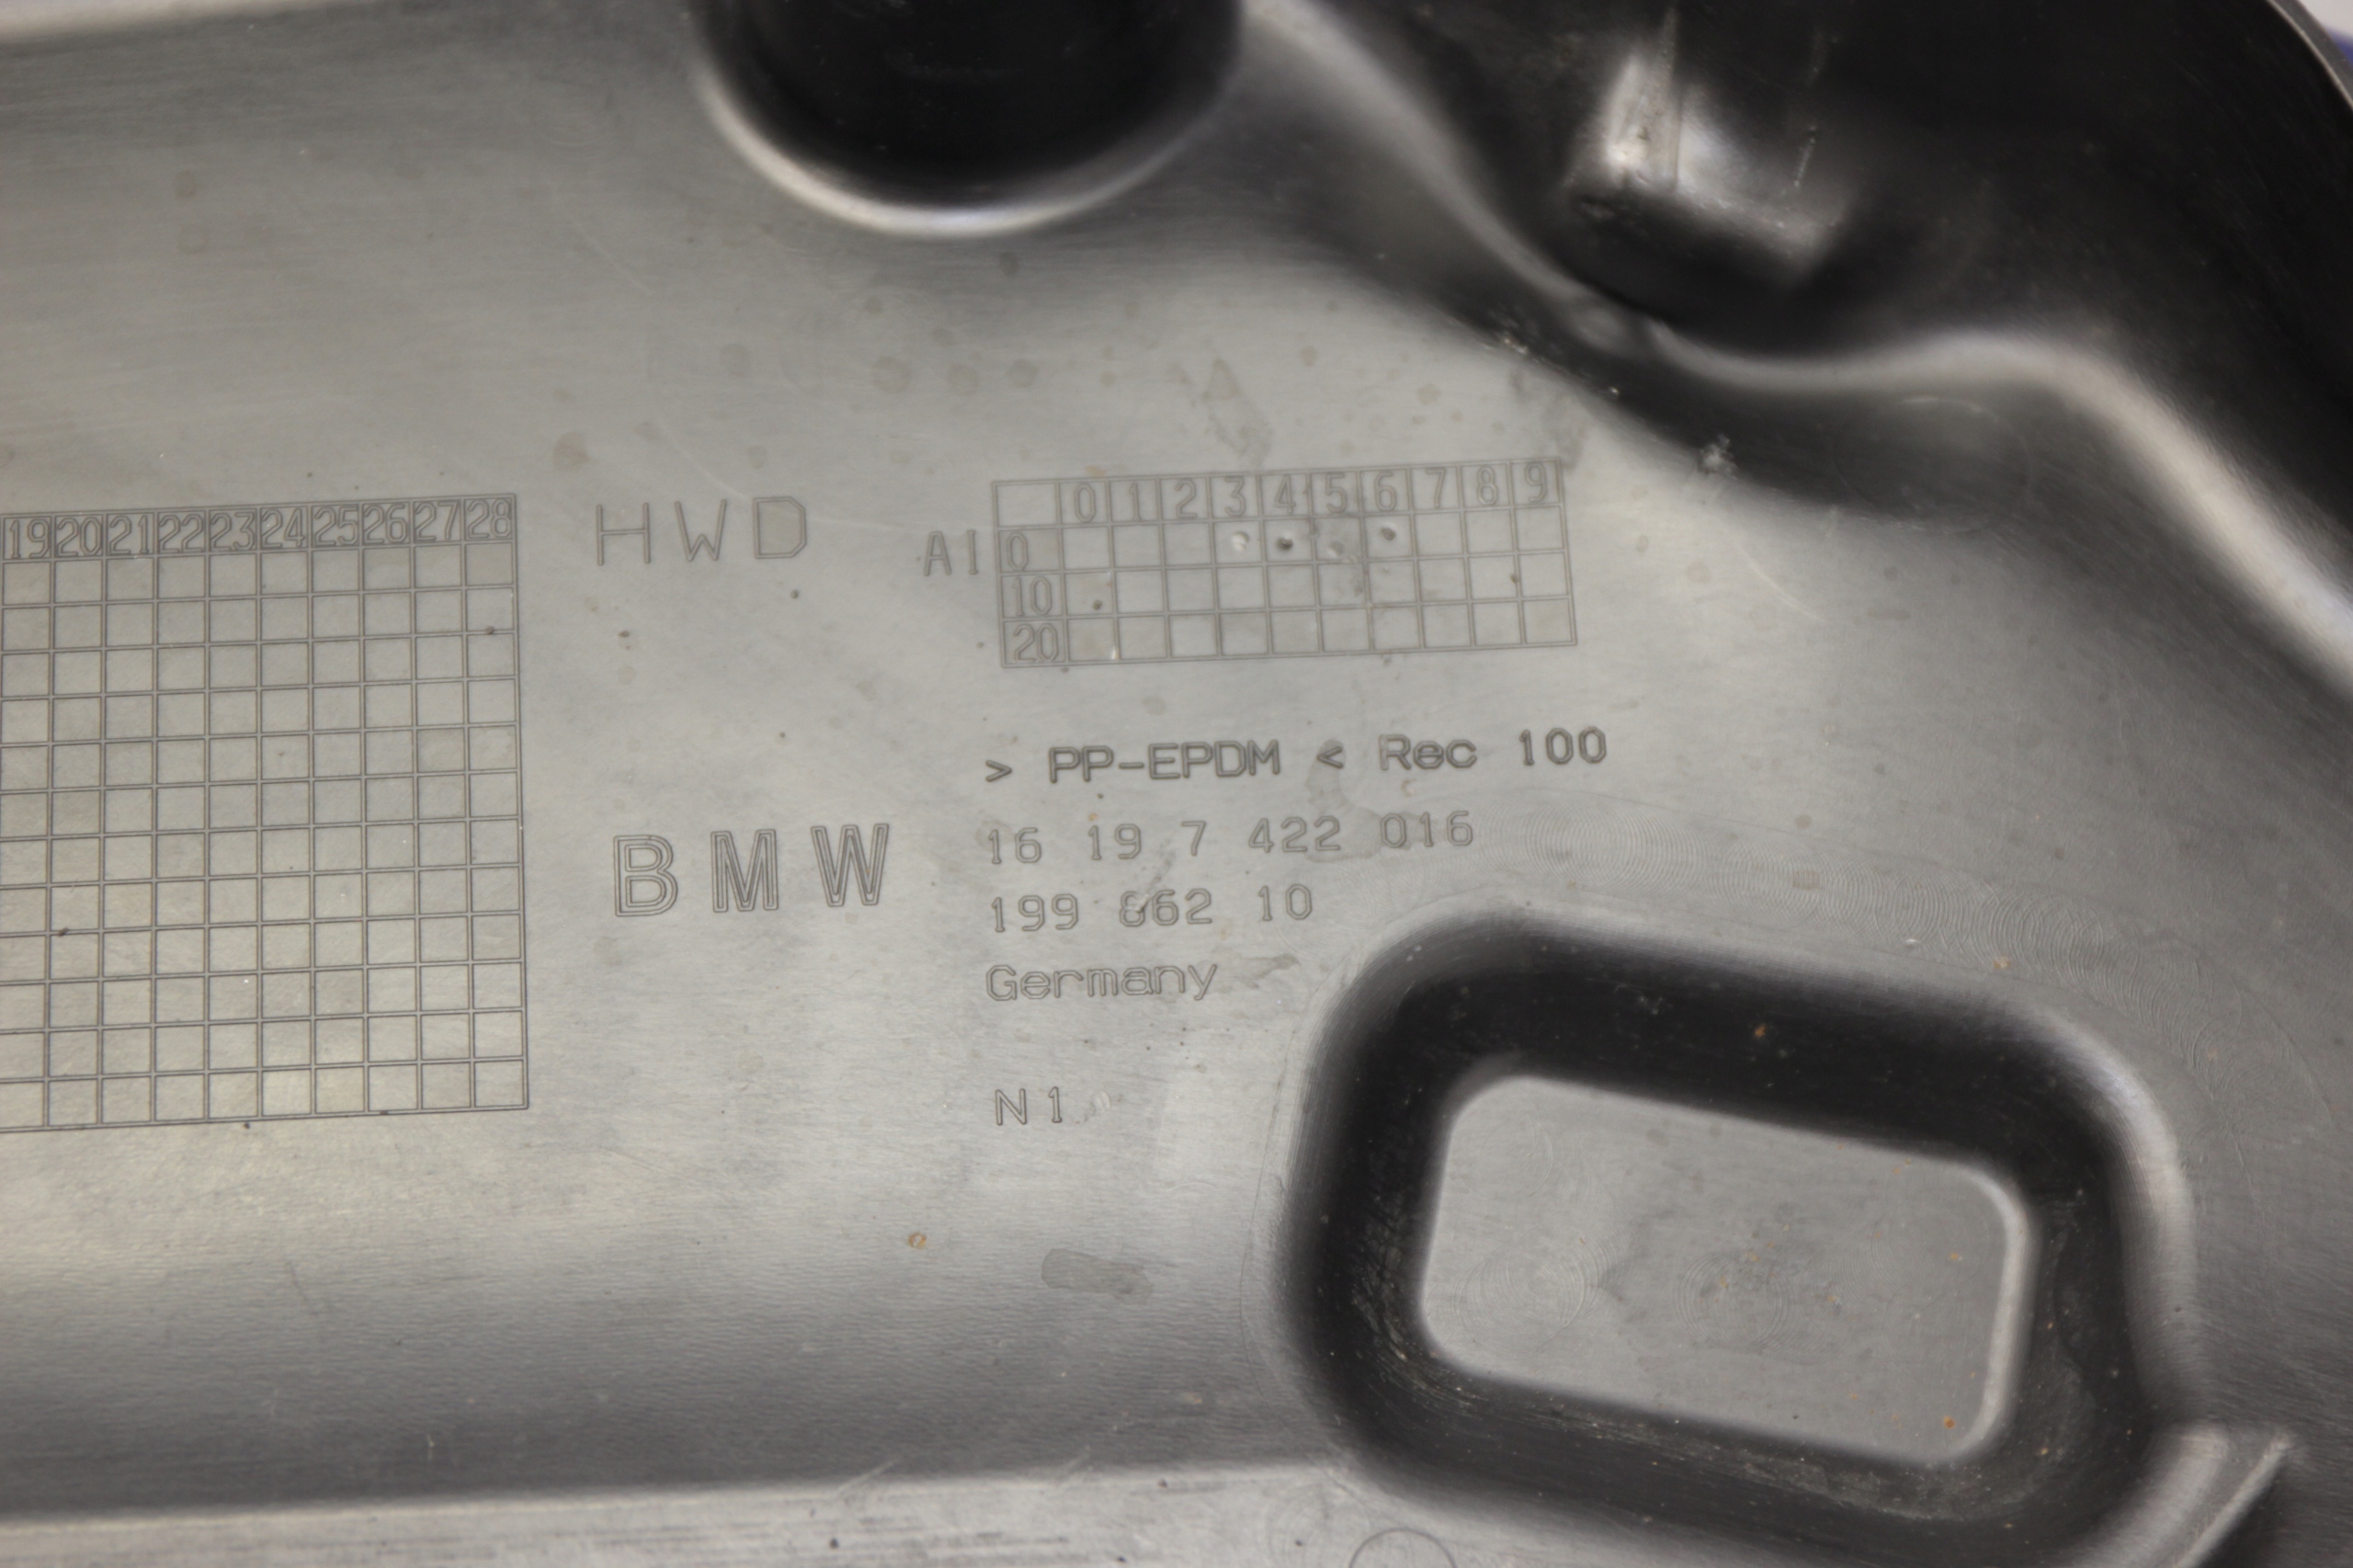 19 20 21 22 23 24 25 26 27 28
HWD
0 1 2 3 4 5 6 7 8 9
AI 0
10
20
> PP-EPDM < Rec 100
BMW
16 19 7 422 016
199 862 10
Germany
N1